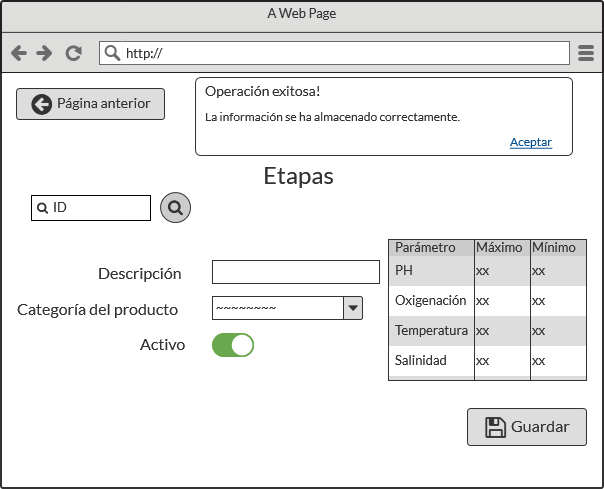 A Web Page
http://
Página anterior
Operación exitosa!
La información se ha almacenado correctamente.
Aceptar
Etapas
ID
Parámetro Máximo Mínimo
PH xx xx
Oxigenación xx xx
Temperatura xx xx
Salinidad xx xx
Descripción
Categoría del producto ~~~~~~~~
Activo
Guardar